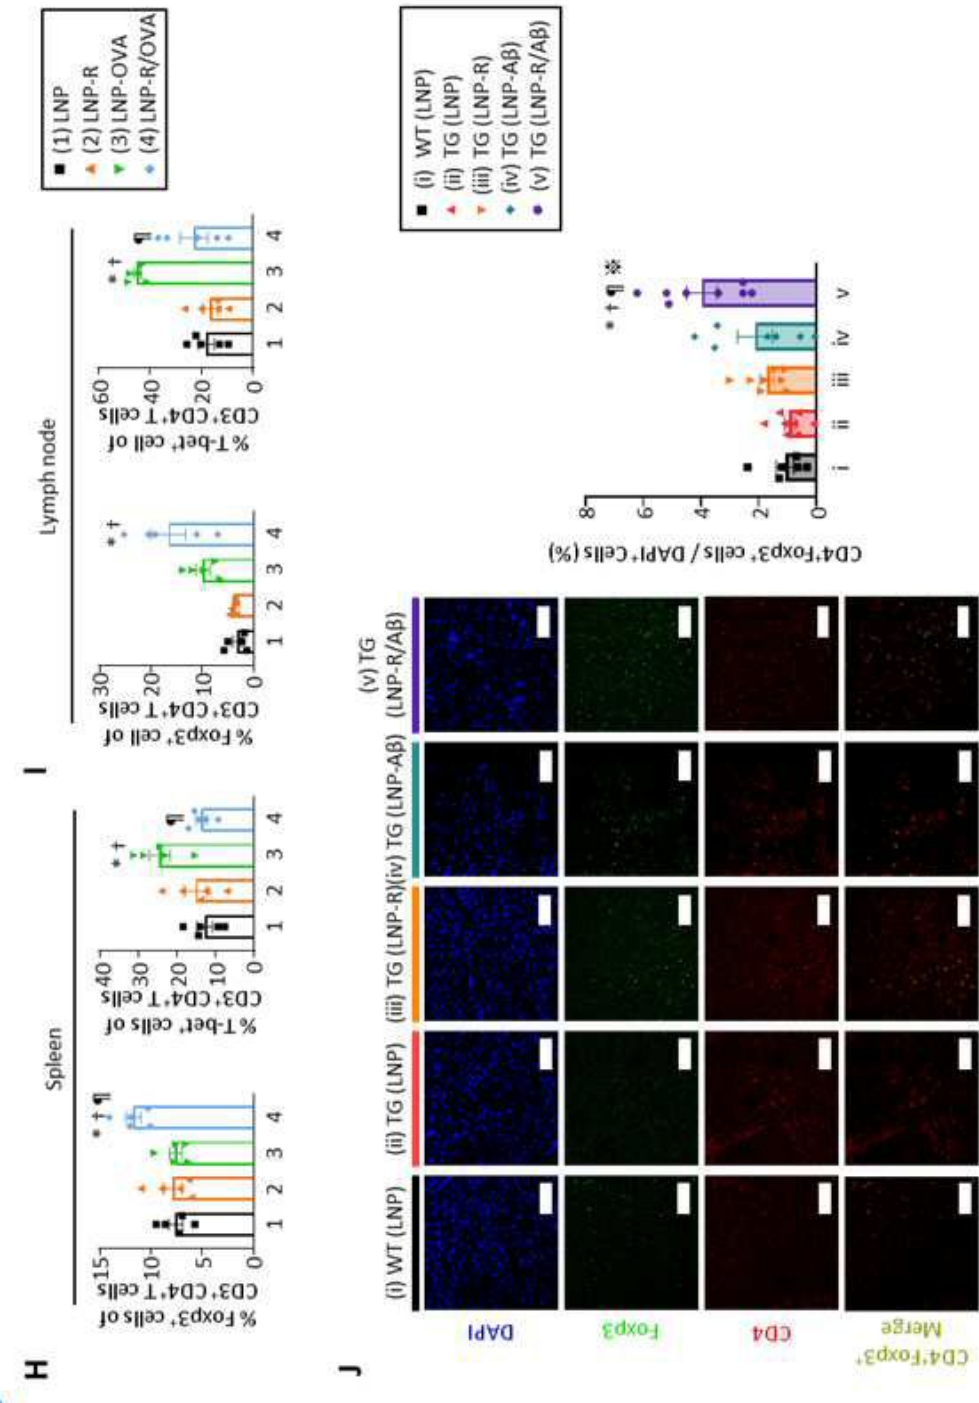 H
Spleen
% Foxp3⁺ cells of
CD3⁺CD4⁺T cells
15
10
5
0
1 2 3 4
* † ¶
% T-bet⁺ cells of
CD3⁺CD4⁺T cells
40
30
20
10
0
1 2 3 4
* †
¶
I
Lymph node
% Foxp3⁺ cell of
CD3⁺CD4⁺T cells
30
20
10
0
1 2 3 4
* †
% T-bet⁺ cell of
CD3⁺CD4⁺T cells
60
40
20
0
1 2 3 4
* †
¶
(1) LNP
(2) LNP-R
(3) LNP-OVA
(4) LNP-R/OVA
J
(i) WT (LNP)
(ii) TG (LNP)
(iii) TG (LNP-R)
(iv) TG (LNP-Aβ)
(v) TG
(LNP-R/Aβ)
DAPI
Foxp3
CD4
CD4⁺Foxp3⁺
Merge
CD4⁺Foxp3⁺ cells / DAPI⁺ Cells (%)
8
6
4
2
0
i ii iii iv v
* † ¶ ※
(i) WT (LNP)
(ii) TG (LNP)
(iii) TG (LNP-R)
(iv) TG (LNP-Aβ)
(v) TG (LNP-R/Aβ)